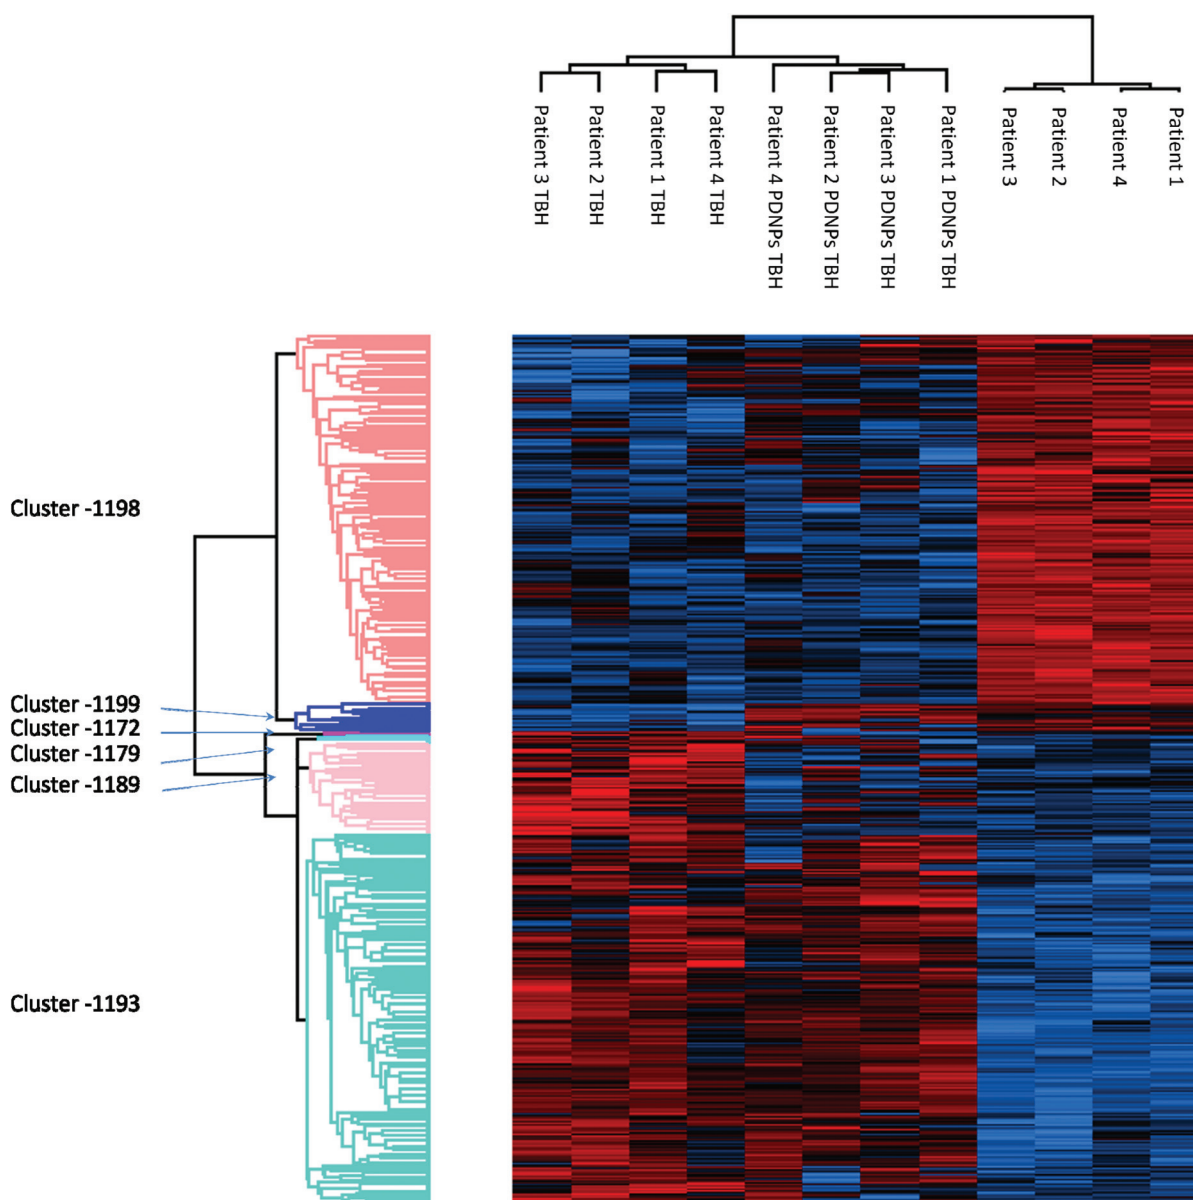 Patient 3 TBH
Patient 2 TBH
Patient 1 TBH
Patient 4 TBH
Patient 4 PDNPs TBH
Patient 2 PDNPs TBH
Patient 3 PDNPs TBH
Patient 1 PDNPs TBH
Patient 3
Patient 2
Patient 4
Patient 1
Cluster -1198
Cluster -1199
Cluster -1172
Cluster -1179
Cluster -1189
Cluster -1193